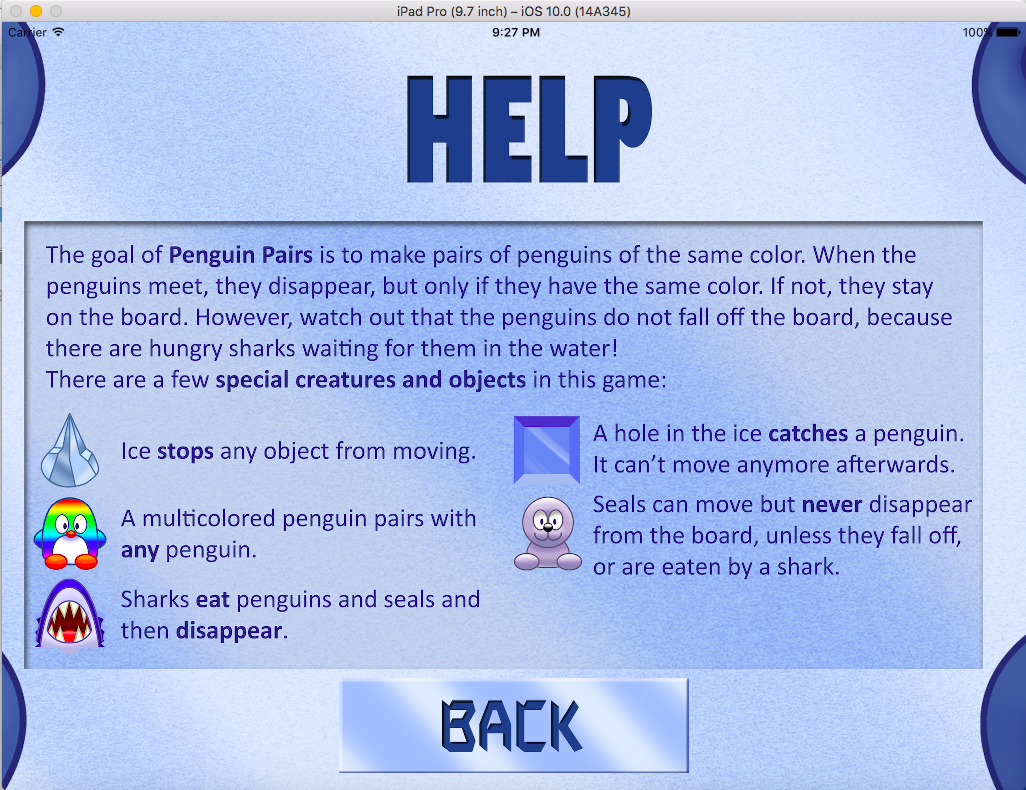 iPad Pro (9.7 inch) – iOS 10.0 (14A345)
Carrier 9:27 PM 100%
HELP
The goal of Penguin Pairs is to make pairs of penguins of the same color. When the
penguins meet, they disappear, but only if they have the same color. If not, they stay
on the board. However, watch out that the penguins do not fall off the board, because
there are hungry sharks waiting for them in the water!
There are a few special creatures and objects in this game:
Ice stops any object from moving.
A multicolored penguin pairs with
any penguin.
Sharks eat penguins and seals and
then disappear.
A hole in the ice catches a penguin.
It can’t move anymore afterwards.
Seals can move but never disappear
from the board, unless they fall off,
or are eaten by a shark.
BACK